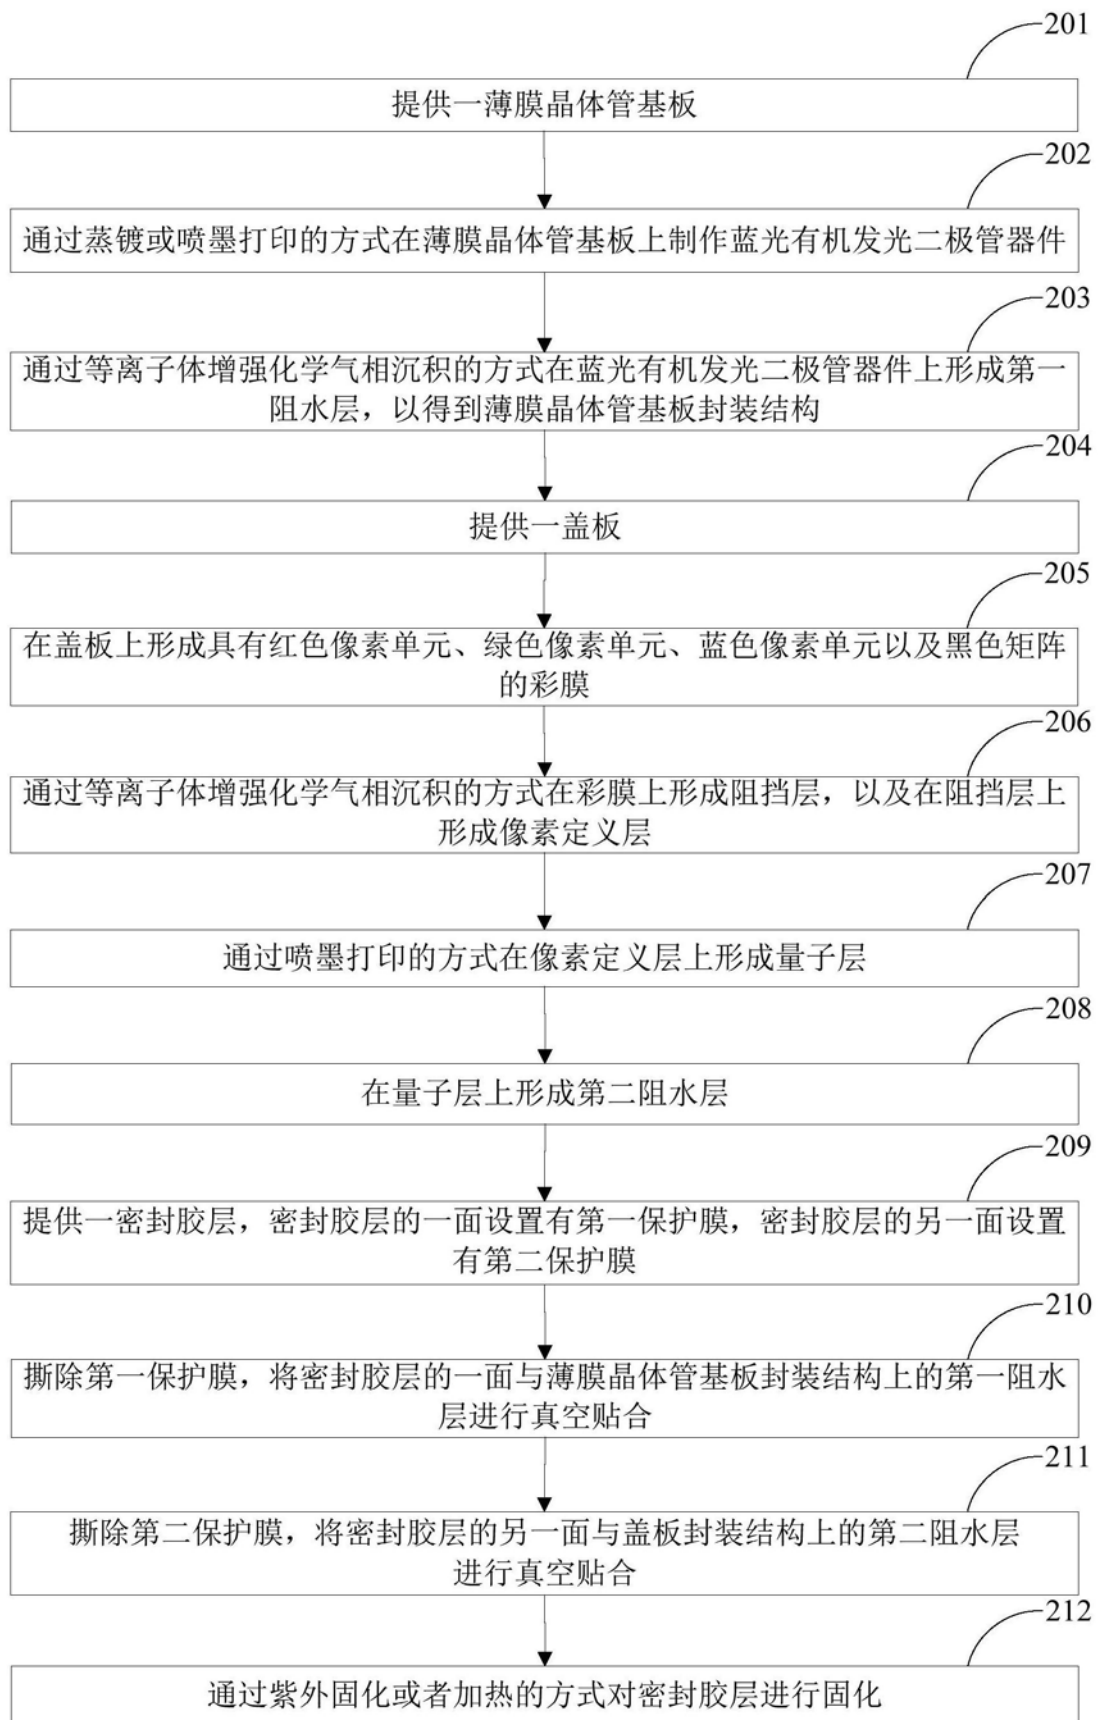 201
提供一薄膜晶体管基板
202
通过蒸镀或喷墨打印的方式在薄膜晶体管基板上制作蓝光有机发光二极管器件
203
通过等离子体增强化学气相沉积的方式在蓝光有机发光二极管器件上形成第一
阻水层，以得到薄膜晶体管基板封装结构
204
提供一盖板
205
在盖板上形成具有红色像素单元、绿色像素单元、蓝色像素单元以及黑色矩阵
的彩膜
206
通过等离子体增强化学气相沉积的方式在彩膜上形成阻挡层，以及在阻挡层上
形成像素定义层
207
通过喷墨打印的方式在像素定义层上形成量子层
208
在量子层上形成第二阻水层
209
提供一密封胶层，密封胶层的一面设置有第一保护膜，密封胶层的另一面设置
有第二保护膜
210
撕除第一保护膜，将密封胶层的一面与薄膜晶体管基板封装结构上的第一阻水
层进行真空贴合
211
撕除第二保护膜，将密封胶层的另一面与盖板封装结构上的第二阻水层
进行真空贴合
212
通过紫外固化或者加热的方式对密封胶层进行固化